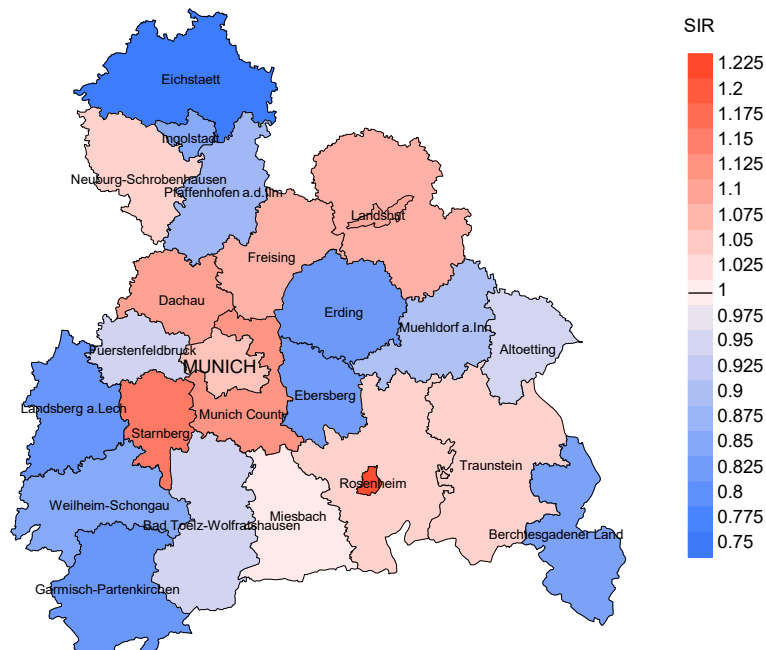 SIR
1.225
1.2
1.175
1.15
1.125
1.1
1.075
1.05
1.025
1
0.975
0.95
0.925
0.9
0.875
0.85
0.825
0.8
0.775
0.75
Eichstaett
Ingolstadt
Neuburg-Schrobenhausen
Pfaffenhofen a.d.Ilm
Landshut
Freising
Dachau
Erding
Muehldorf a.Inn
Altoetting
Fuerstenfeldbruck
MUNICH
Ebersberg
Landsberg a.Lech
Munich County
Starnberg
Traunstein
Rosenheim
Weilheim-Schongau
Miesbach
Bad Toelz-Wolfratshausen
Berchtesgadener Land
Garmisch-Partenkirchen